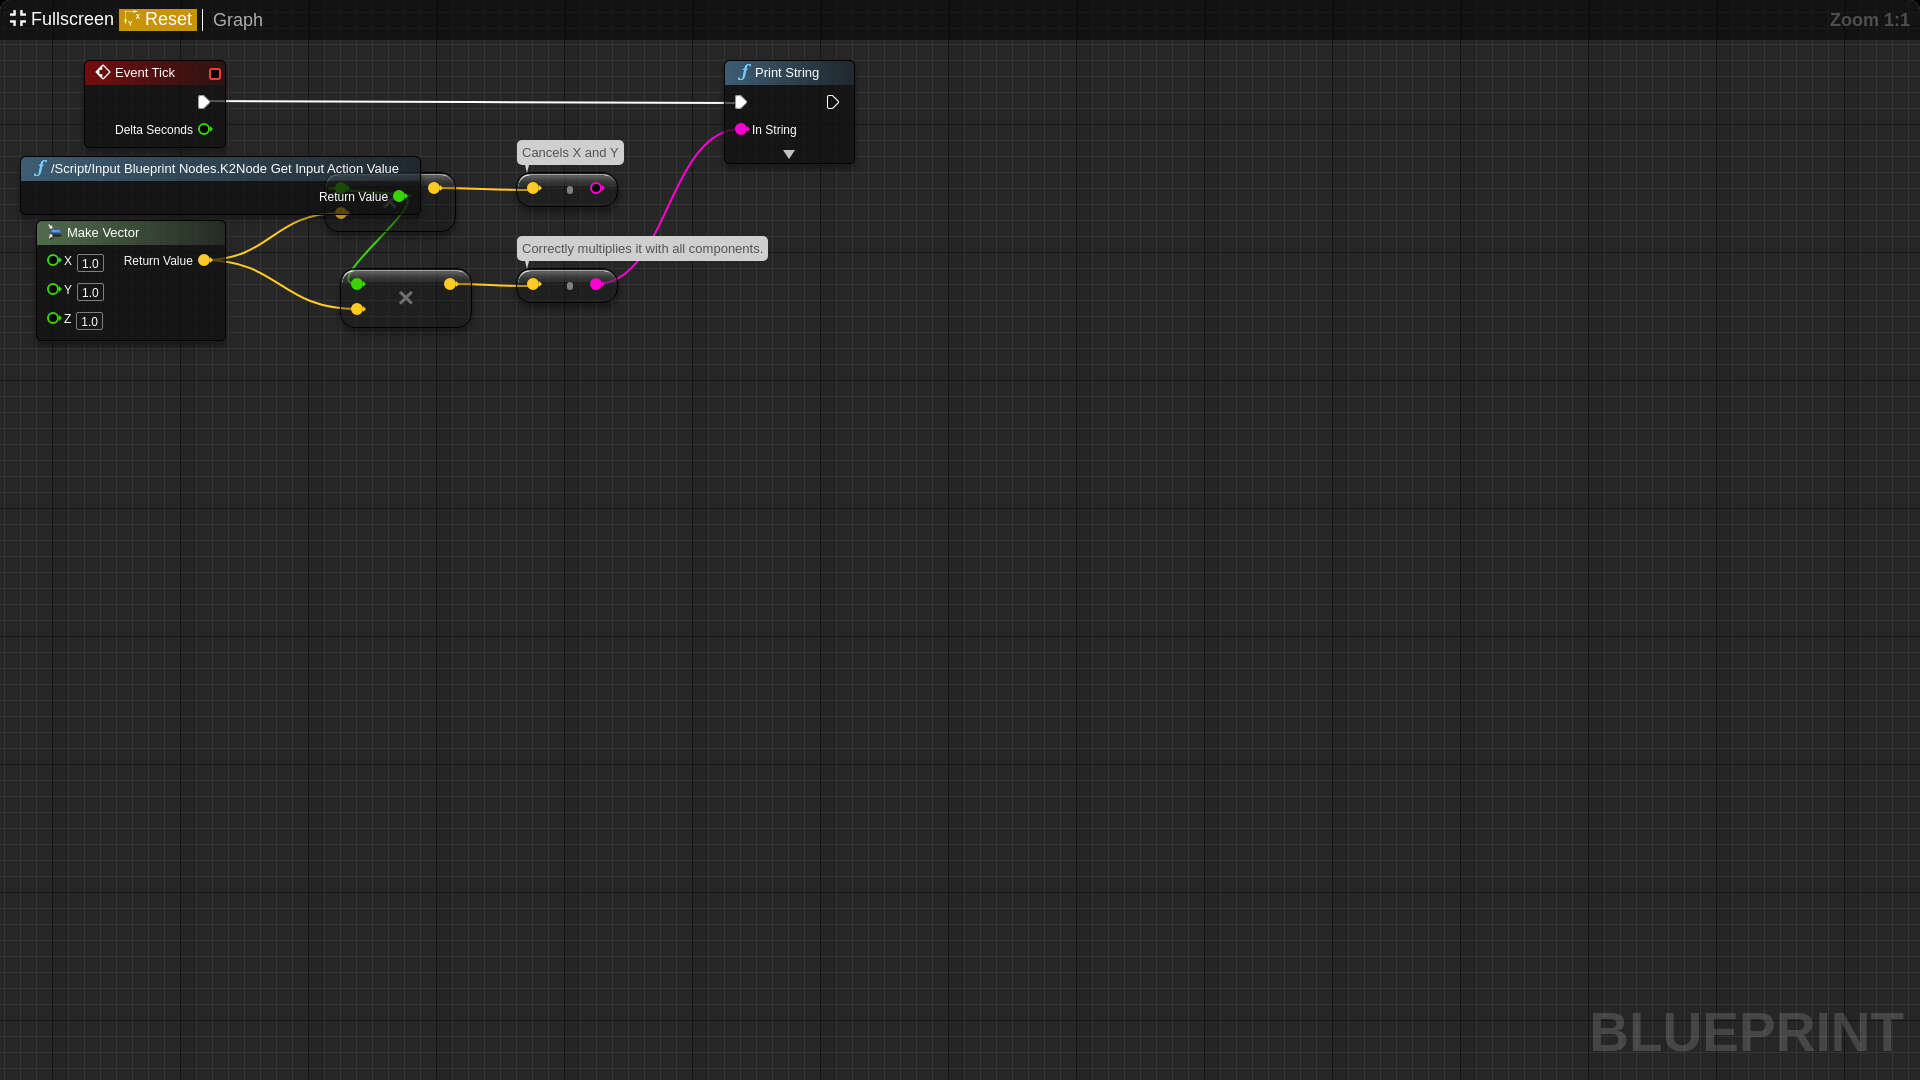 Fullscreen Reset Graph Zoom 1:1
Event Tick
Delta Seconds
Print String
In String
Cancels X and Y
/Script/Input Blueprint Nodes.K2Node Get Input Action Value
Return Value
Make Vector
X 1.0 Return Value
Y 1.0
Z 1.0
Correctly multiplies it with all components.
BLUEPRINT